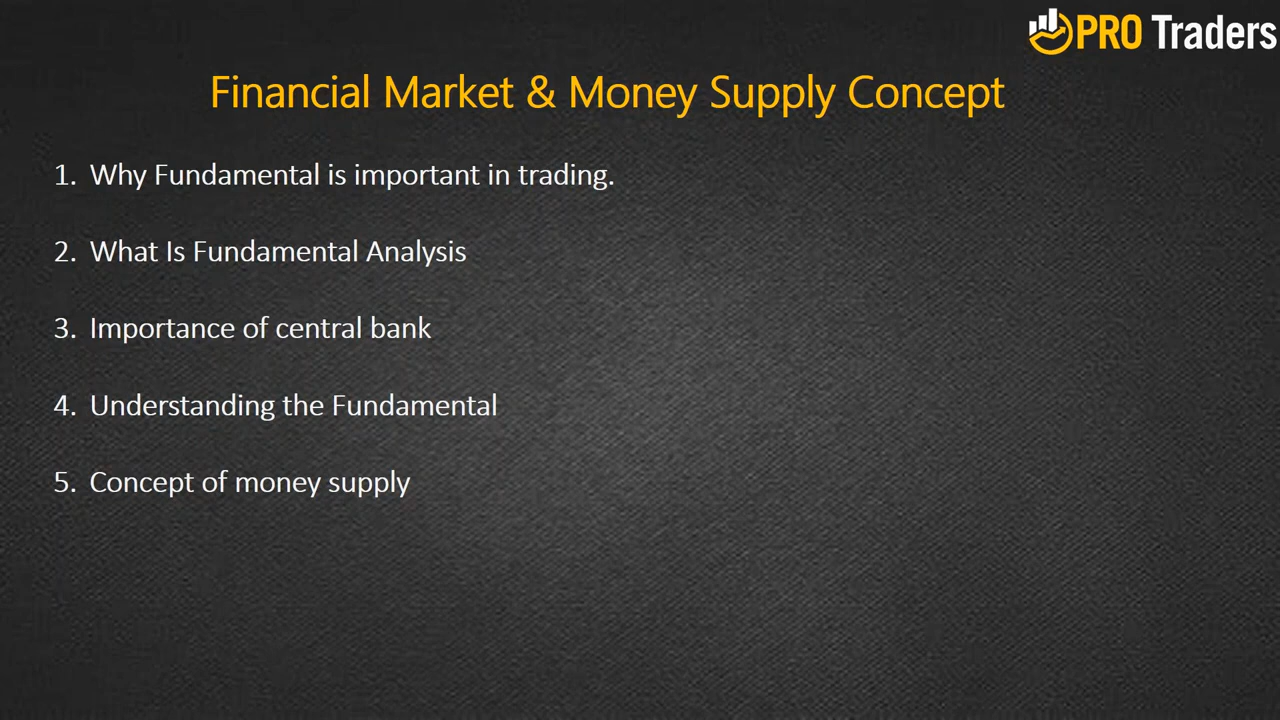 PRO Traders
Financial Market & Money Supply Concept
1. Why Fundamental is important in trading.
2. What Is Fundamental Analysis
3. Importance of central bank
4. Understanding the Fundamental
5. Concept of money supply